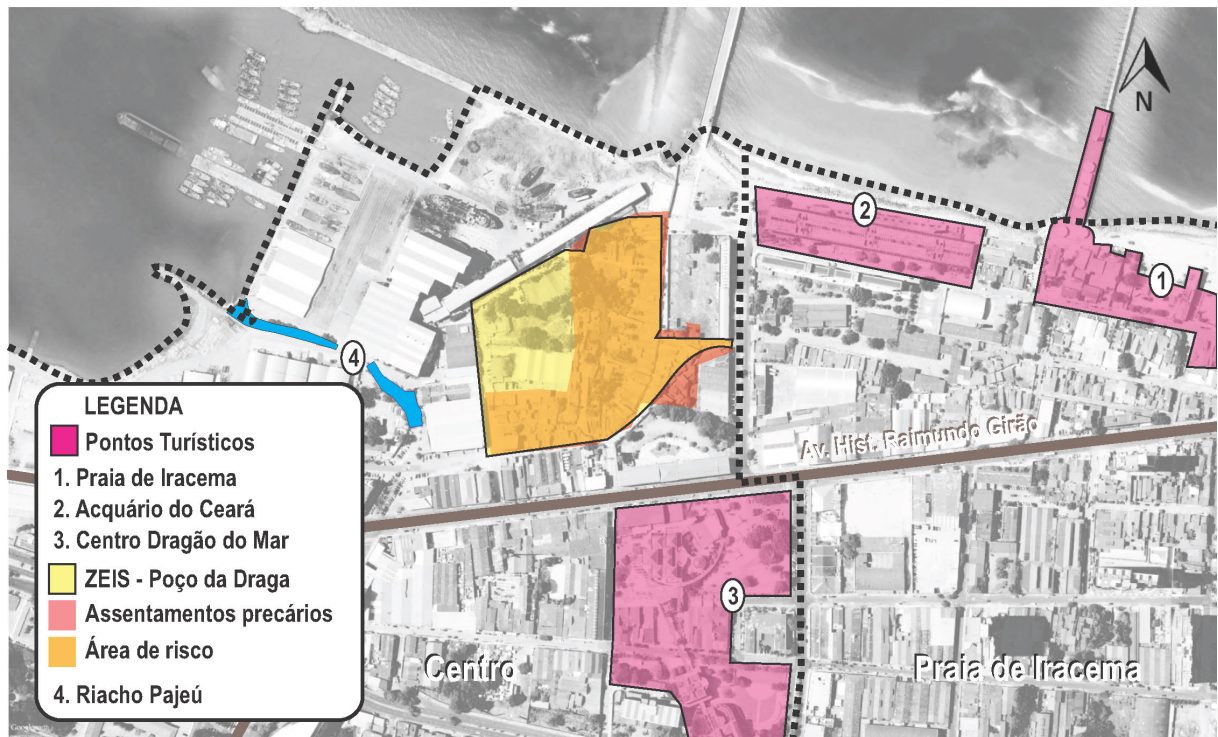 N
2
1
4
LEGENDA
Pontos Turísticos
1. Praia de Iracema
2. Acquário do Ceará
3. Centro Dragão do Mar
ZEIS - Poço da Draga
Assentamentos precários
Área de risco
4. Riacho Pajeú
Av. Hist. Raimundo Girão
3
Centro
Praia de Iracema